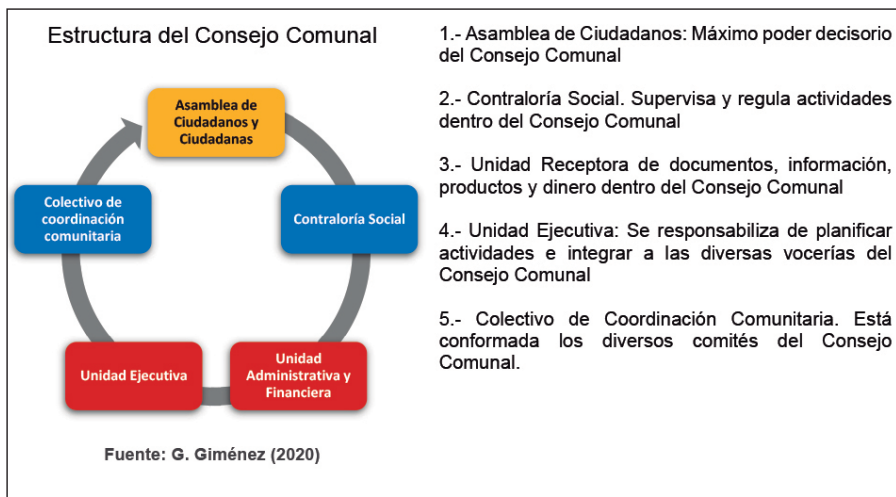 Estructura del Consejo Comunal
Asamblea de
Ciudadanos y
Ciudadanas
Colectivo de
coordinación
comunitaria
Contraloría Social
Unidad Ejecutiva
Unidad
Administrativa y
Financiera
Fuente: G. Giménez (2020)
1.- Asamblea de Ciudadanos: Máximo poder decisorio
del Consejo Comunal
2.- Contraloría Social. Supervisa y regula actividades
dentro del Consejo Comunal
3.- Unidad Receptora de documentos, información,
productos y dinero dentro del Consejo Comunal
4.- Unidad Ejecutiva: Se responsabiliza de planificar
actividades e integrar a las diversas vocerías del
Consejo Comunal
5.- Colectivo de Coordinación Comunitaria. Está
conformada los diversos comités del Consejo
Comunal.